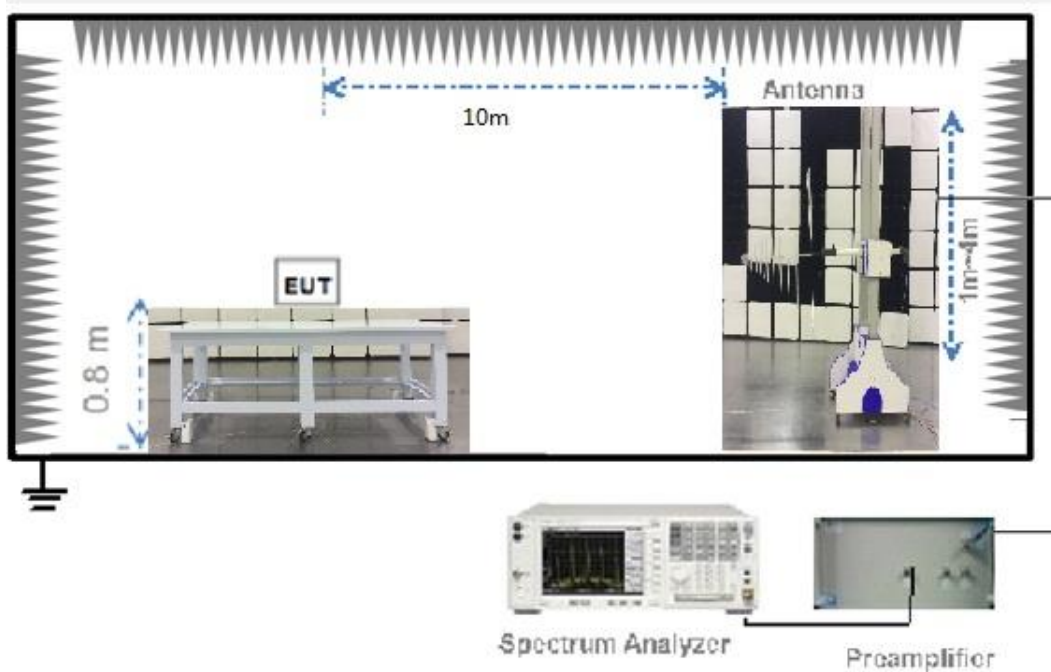 Antenna
10m
1m~4m
EUT
0.8 m
Spectrum Analyzer
Preamplifier